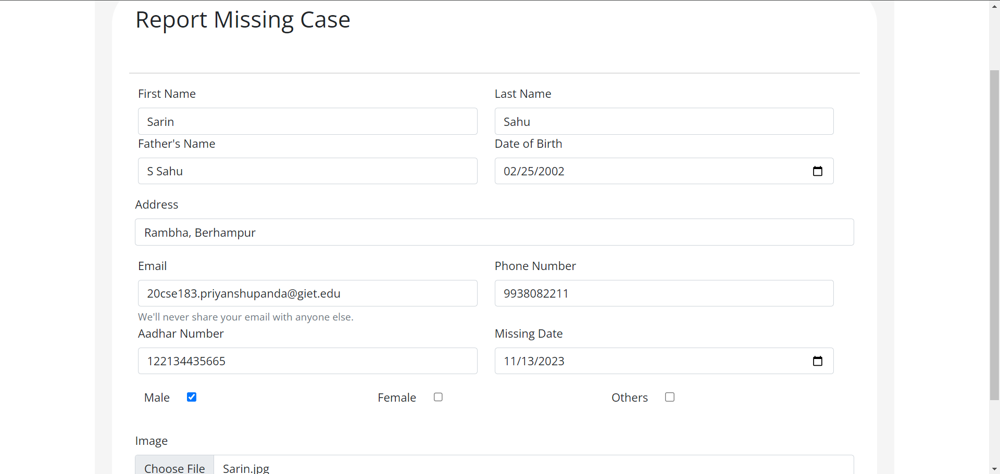 Report Missing Case
First Name Last Name
Sarin Sahu
Father's Name Date of Birth
S Sahu 02/25/2002
Address
Rambha, Berhampur
Email Phone Number
20cse183.priyanshupanda@giet.edu 9938082211
We'll never share your email with anyone else.
Aadhar Number Missing Date
122134435665 11/13/2023
Male Female Others
Image
Choose File Sarin.jpg